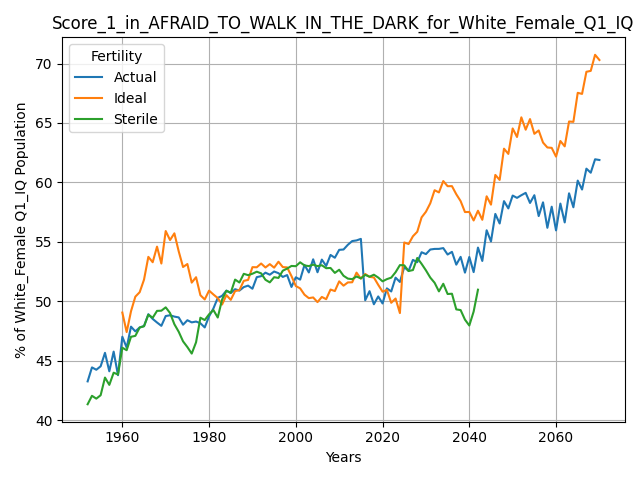 Score_1_in_AFRAID_TO_WALK_IN_THE_DARK_for_White_Female_Q1_IQ
Fertility
Actual
Ideal
Sterile
% of White_Female Q1_IQ Population
70
65
60
55
50
45
40
1960
1980
2000
2020
2040
2060
Years